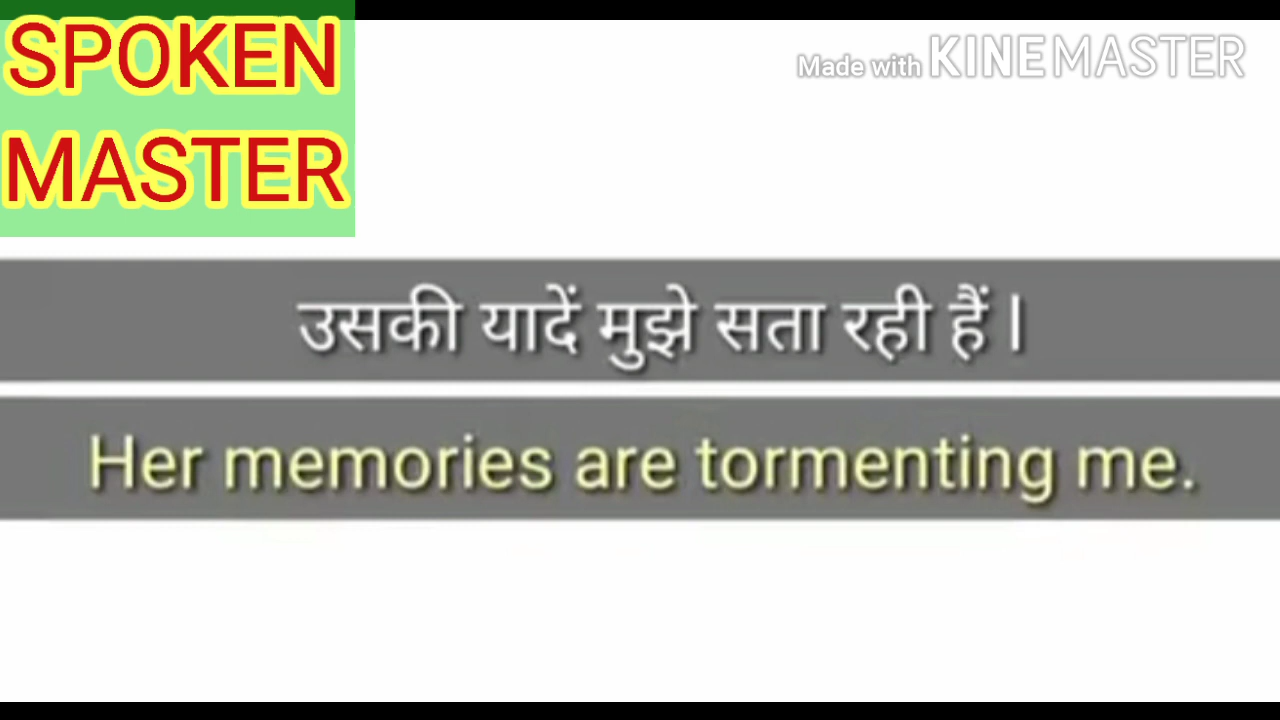 SPOKEN
MASTER
Made with KINEMASTER
उसकी यादें मुझे सता रही हैं।
Her memories are tormenting me.